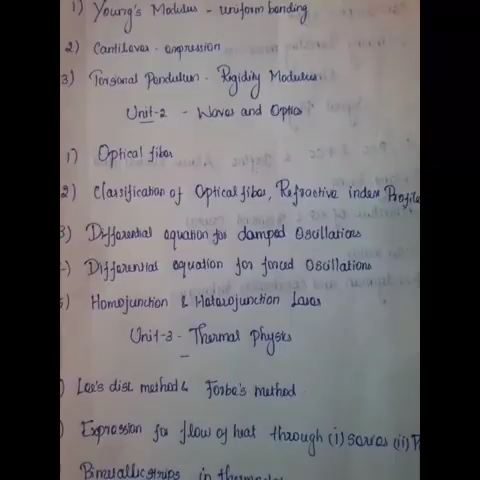 1) Young's Modulus - uniform bending
2) Cantilever - expression
3) Torsional Pendulum - Rigidity Modulus.
Unit-2 - Waves and Optics
1) Optical fiber
2) Classification of Optical fiber, Refractive index Profile
3) Differential equation for damped Oscillations
) Differential equation for forced Oscillations
5) Homojunction & Heterojunction Laser
Unit-3 - Thermal Physics
) Lee's disc method & Forbe's method
) Expression for flow of heat through (i) series (ii) P
Bimetallic strips in